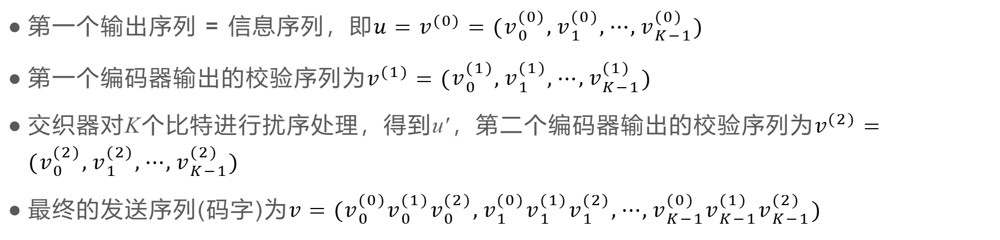 ● 第一个输出序列 = 信息序列，即$u = v^{(0)} = (v_0^{(0)}, v_1^{(0)}, \cdots, v_{K-1}^{(0)})$
● 第一个编码器输出的校验序列为$v^{(1)} = (v_0^{(1)}, v_1^{(1)}, \cdots, v_{K-1}^{(1)})$
● 交织器对$K$个比特进行扰序处理，得到$u'$，第二个编码器输出的校验序列为$v^{(2)} =$
$(v_0^{(2)}, v_1^{(2)}, \cdots, v_{K-1}^{(2)})$
● 最终的发送序列(码字)为$v = (v_0^{(0)} v_0^{(1)} v_0^{(2)}, v_1^{(0)} v_1^{(1)} v_1^{(2)}, \cdots, v_{K-1}^{(0)} v_{K-1}^{(1)} v_{K-1}^{(2)})$